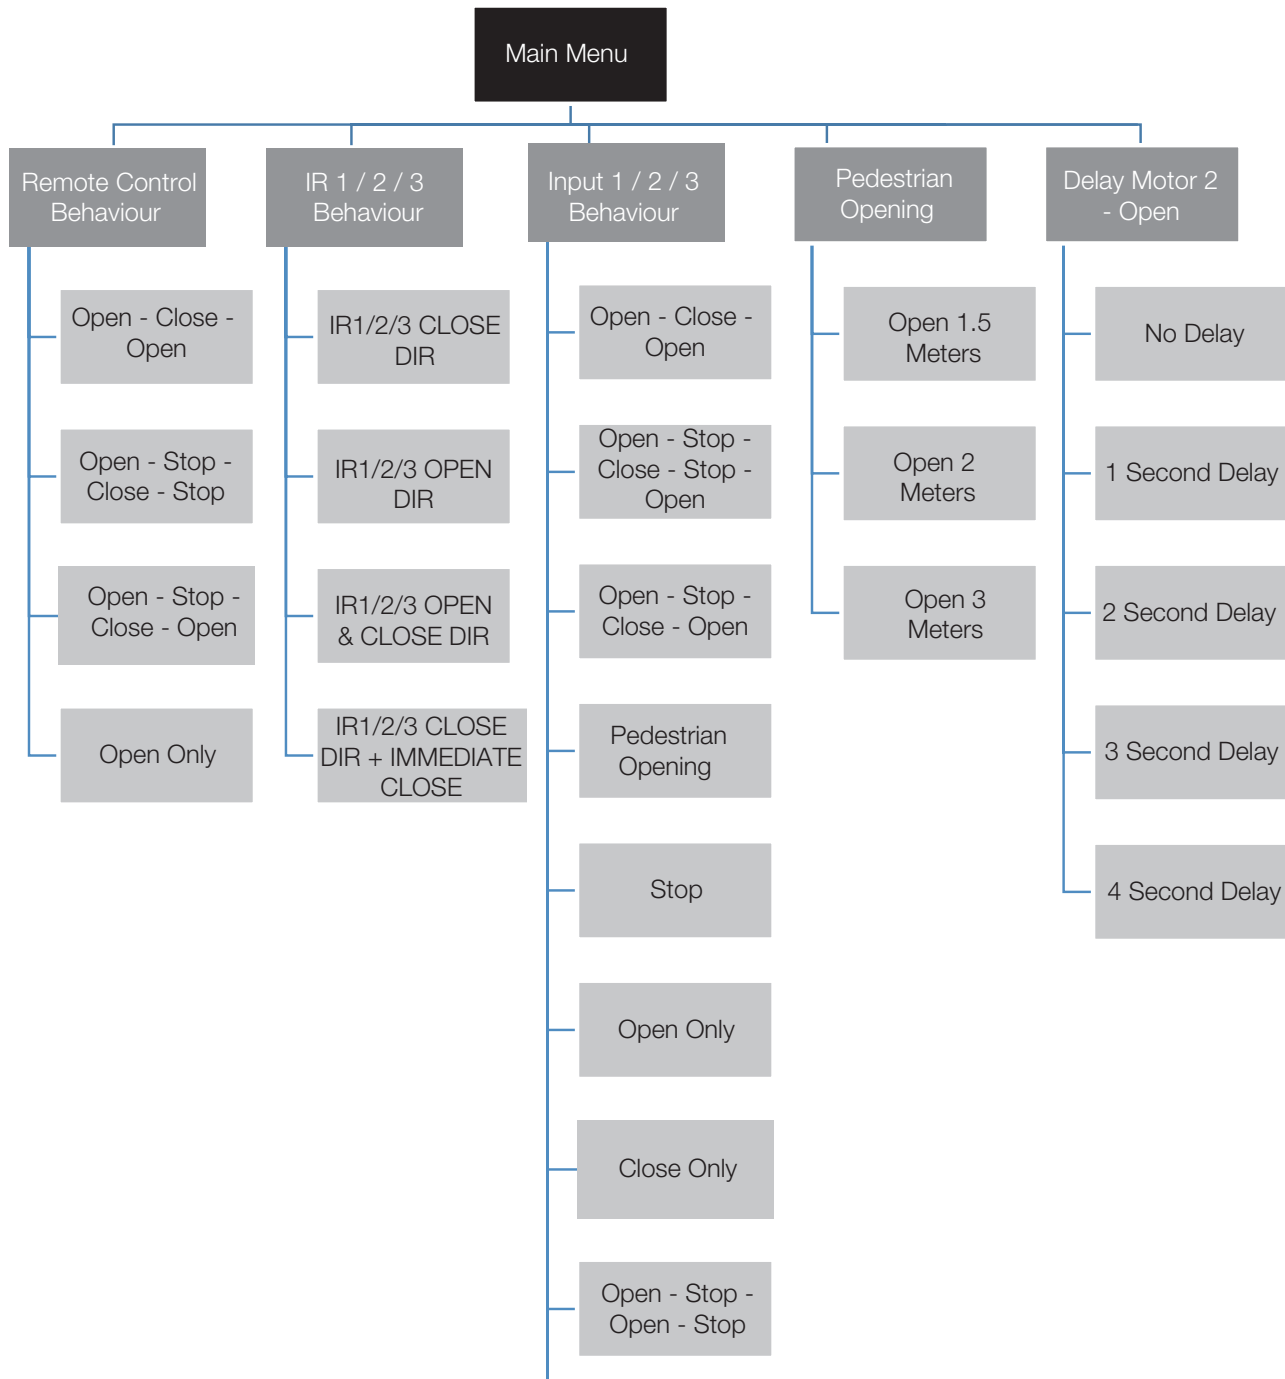 Main Menu
Remote Control
Behaviour
IR 1 / 2 / 3
Behaviour
Input 1 / 2 / 3
Behaviour
Pedestrian
Opening
Delay Motor 2
- Open
Open - Close -
Open
Open - Stop -
Close - Stop
Open - Stop -
Close - Open
Open Only
IR1/2/3 CLOSE
DIR
IR1/2/3 OPEN
DIR
IR1/2/3 OPEN
& CLOSE DIR
IR1/2/3 CLOSE
DIR + IMMEDIATE
CLOSE
Open - Close -
Open
Open - Stop -
Close - Stop -
Open
Open - Stop -
Close - Open
Pedestrian
Opening
Stop
Open Only
Close Only
Open - Stop -
Open - Stop
Open 1.5
Meters
Open 2
Meters
Open 3
Meters
No Delay
1 Second Delay
2 Second Delay
3 Second Delay
4 Second Delay